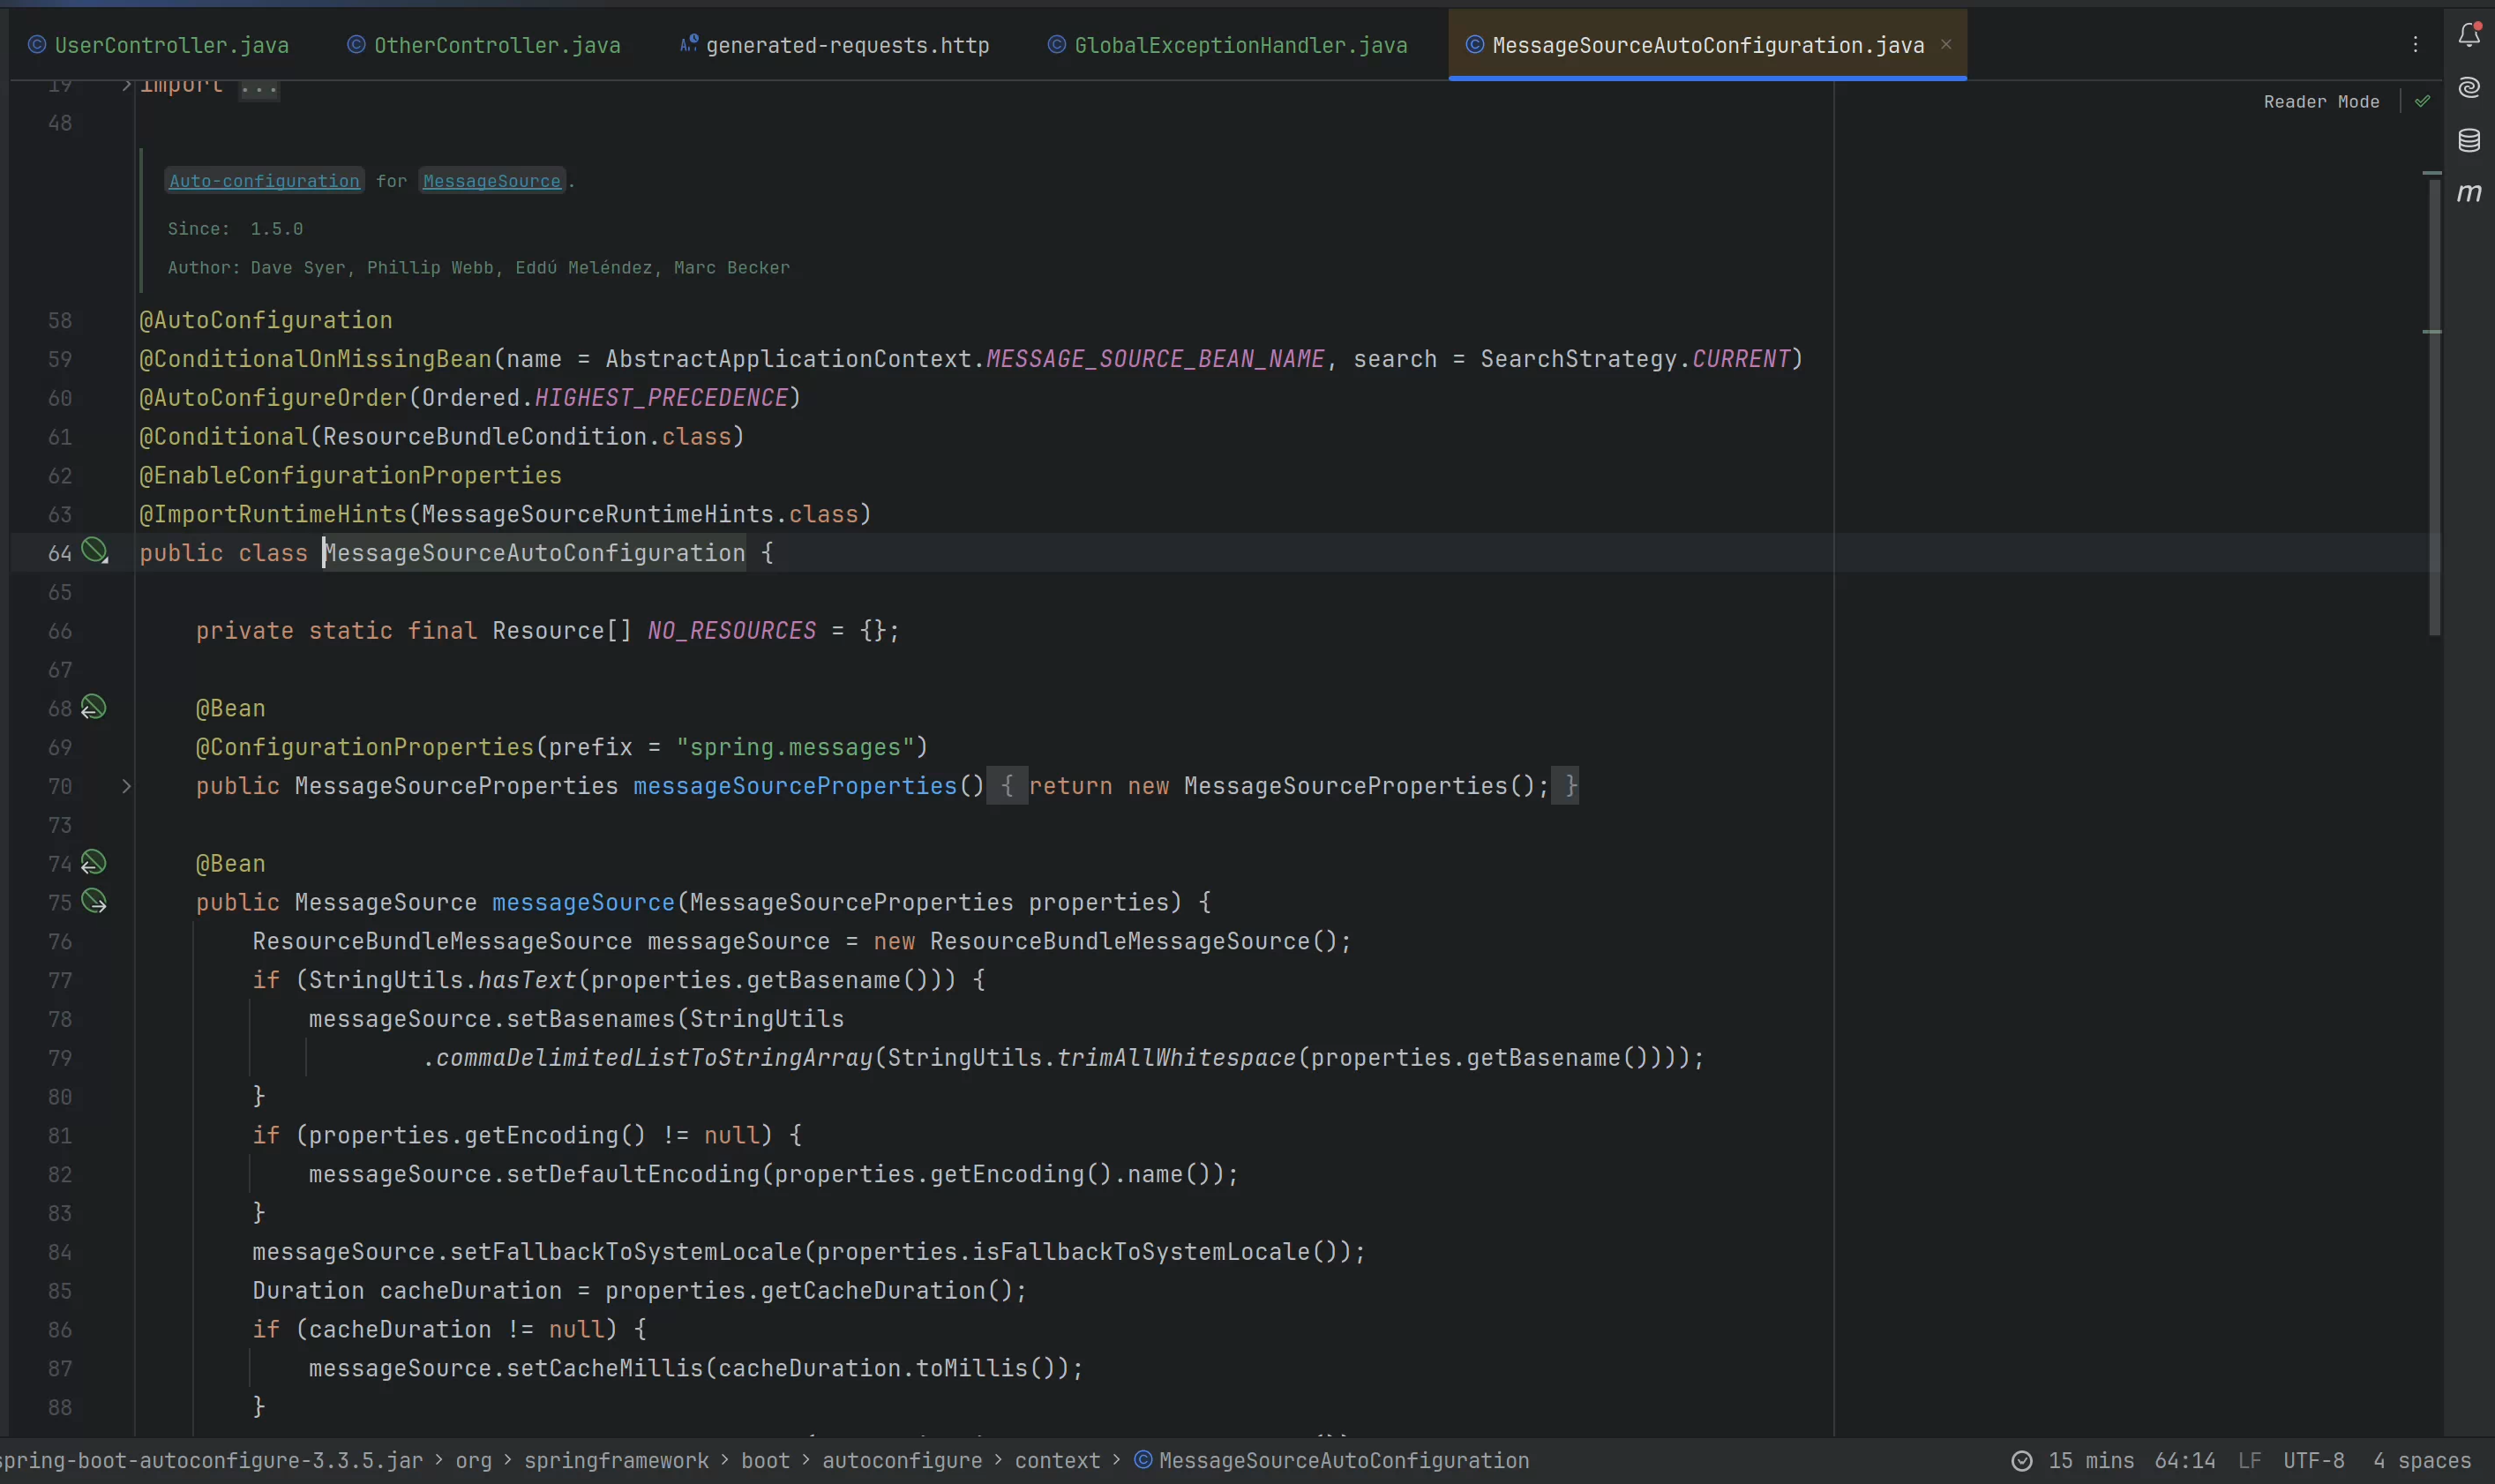 UserController.java OtherController.java generated-requests.http GlobalExceptionHandler.java MessageSourceAutoConfiguration.java
19 import ...
Reader Mode
48
Auto-configuration for MessageSource.
Since: 1.5.0
Author: Dave Syer, Phillip Webb, Eddú Meléndez, Marc Becker
58 @AutoConfiguration
59 @ConditionalOnMissingBean(name = AbstractApplicationContext.MESSAGE_SOURCE_BEAN_NAME, search = SearchStrategy.CURRENT)
60 @AutoConfigureOrder(Ordered.HIGHEST_PRECEDENCE)
61 @Conditional(ResourceBundleCondition.class)
62 @EnableConfigurationProperties
63 @ImportRuntimeHints(MessageSourceRuntimeHints.class)
64 public class MessageSourceAutoConfiguration {
65
66 private static final Resource[] NO_RESOURCES = {};
67
68 @Bean
69 @ConfigurationProperties(prefix = "spring.messages")
70 public MessageSourceProperties messageSourceProperties() { return new MessageSourceProperties(); }
73
74 @Bean
75 public MessageSource messageSource(MessageSourceProperties properties) {
76 ResourceBundleMessageSource messageSource = new ResourceBundleMessageSource();
77 if (StringUtils.hasText(properties.getBasename())) {
78 messageSource.setBasenames(StringUtils
79 .commaDelimitedListToStringArray(StringUtils.trimAllWhitespace(properties.getBasename())));
80 }
81 if (properties.getEncoding() != null) {
82 messageSource.setDefaultEncoding(properties.getEncoding().name());
83 }
84 messageSource.setFallbackToSystemLocale(properties.isFallbackToSystemLocale());
85 Duration cacheDuration = properties.getCacheDuration();
86 if (cacheDuration != null) {
87 messageSource.setCacheMillis(cacheDuration.toMillis());
88 }
spring-boot-autoconfigure-3.3.5.jar > org > springframework > boot > autoconfigure > context > MessageSourceAutoConfiguration 15 mins 64:14 LF UTF-8 4 spaces